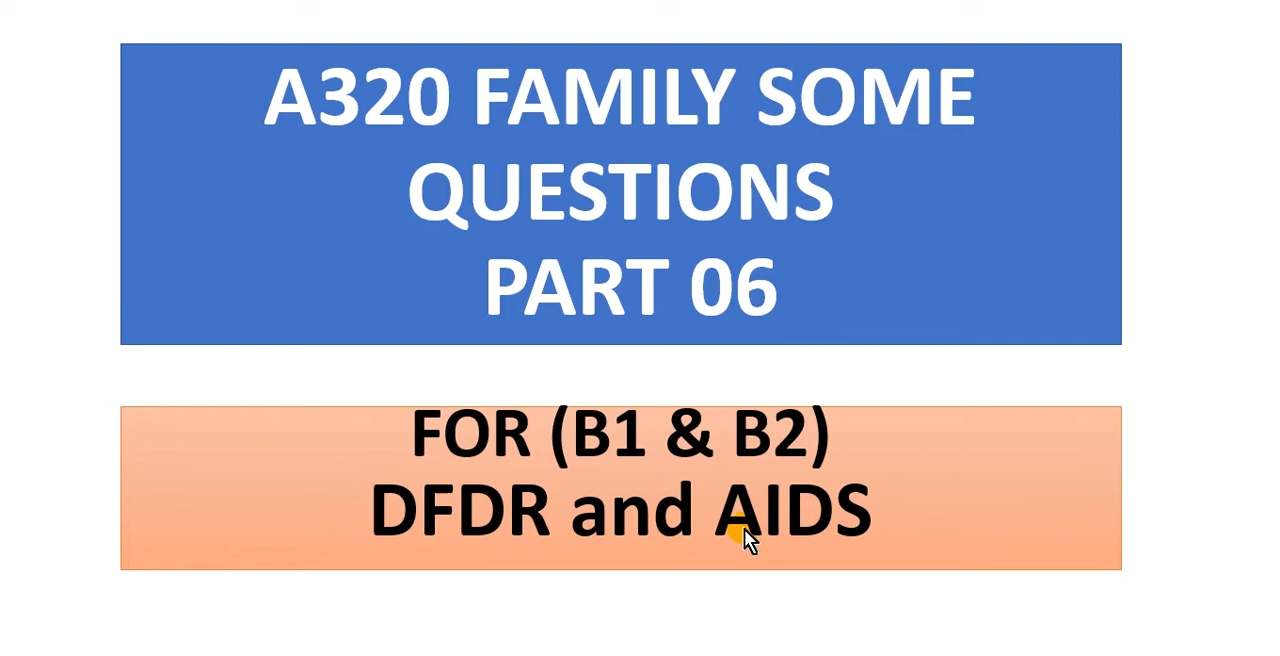 A320 FAMILY SOME
QUESTIONS
PART 06
FOR (B1 & B2)
DFDR and AIDS